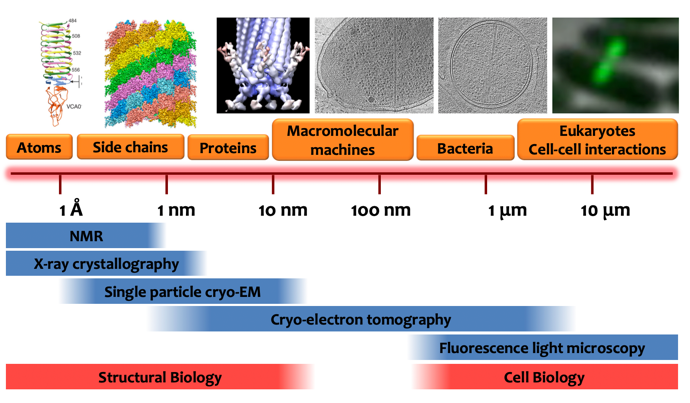 484
508
532
556
VCA0
Atoms
Side chains
Proteins
Macromolecular
machines
Bacteria
Eukaryotes
Cell-cell interactions
1 Å
1 nm
10 nm
100 nm
1 µm
10 µm
NMR
X-ray crystallography
Single particle cryo-EM
Cryo-electron tomography
Fluorescence light microscopy
Structural Biology
Cell Biology